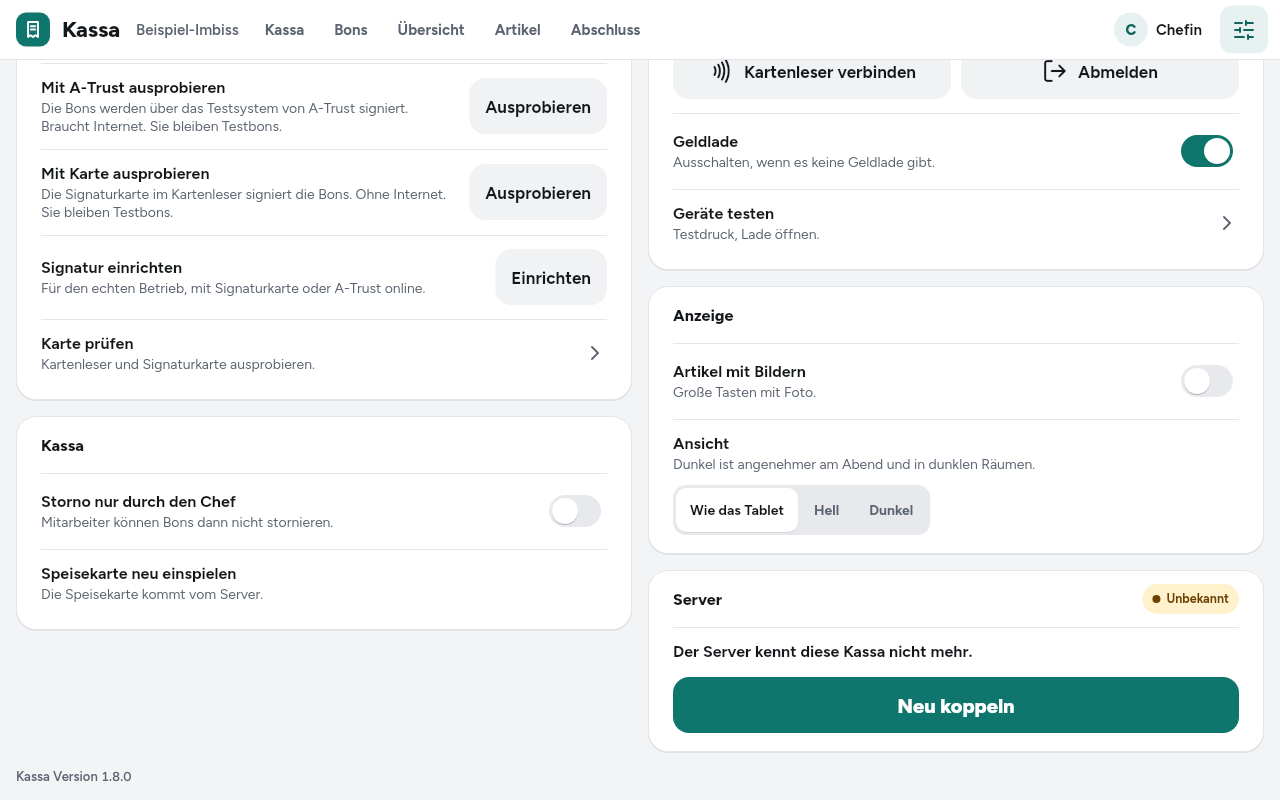 Kassa
Beispiel-Imbiss
Kassa
Bons
Übersicht
Artikel
Abschluss
C
Chefin
Mit A-Trust ausprobieren
Die Bons werden über das Testsystem von A-Trust signiert.
Braucht Internet. Sie bleiben Testbons.
Ausprobieren
Mit Karte ausprobieren
Die Signaturkarte im Kartenleser signiert die Bons. Ohne Internet.
Sie bleiben Testbons.
Ausprobieren
Signatur einrichten
Für den echten Betrieb, mit Signaturkarte oder A-Trust online.
Einrichten
Karte prüfen
Kartenleser und Signaturkarte ausprobieren.
Kassa
Storno nur durch den Chef
Mitarbeiter können Bons dann nicht stornieren.
Speisekarte neu einspielen
Die Speisekarte kommt vom Server.
Kartenleser verbinden
Abmelden
Geldlade
Ausschalten, wenn es keine Geldlade gibt.
Geräte testen
Testdruck, Lade öffnen.
Anzeige
Artikel mit Bildern
Große Tasten mit Foto.
Ansicht
Dunkel ist angenehmer am Abend und in dunklen Räumen.
Wie das Tablet
Hell
Dunkel
Server
Unbekannt
Der Server kennt diese Kassa nicht mehr.
Neu koppeln
Kassa Version 1.8.0